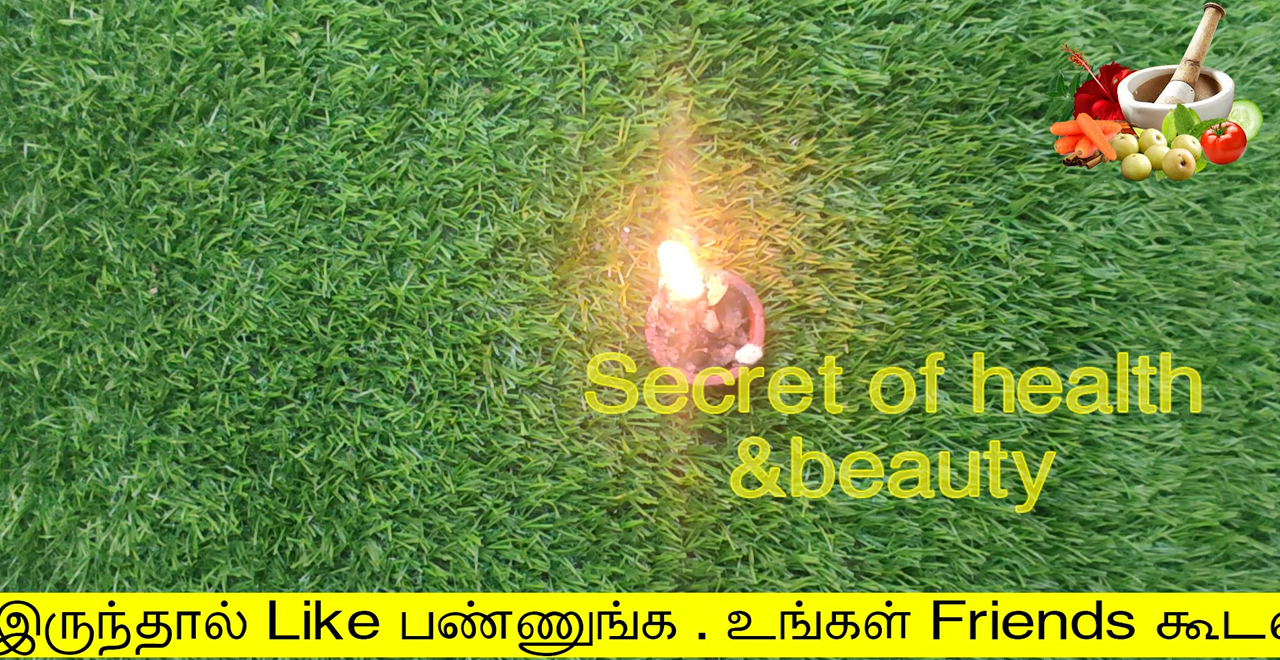 Secret of health
&beauty
இருந்தால் Like பண்ணுங்க . உங்கள் Friends